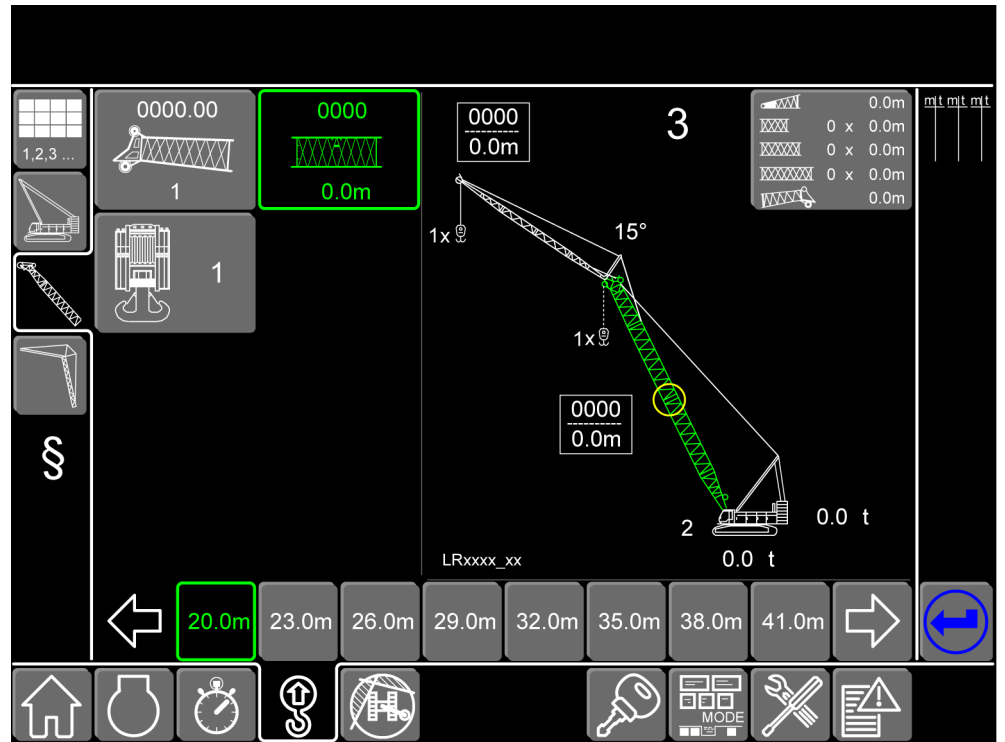 1,2,3 ...
§
0000.00
1
0000
0.0m
1
0000
0.0m
3
1x
15°
1x
0000
0.0m
2
0.0 t
0.0 t
LRxxxx_xx
0.0m
0 x 0.0m
0 x 0.0m
0 x 0.0m
0.0m
m|t m|t m|t
20.0m 23.0m 26.0m 29.0m 32.0m 35.0m 38.0m 41.0m
MODE